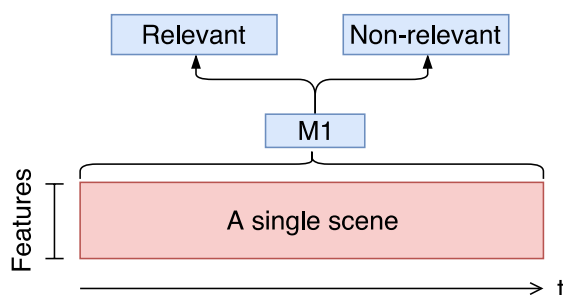 Relevant
Non-relevant
M1
Features
A single scene
t